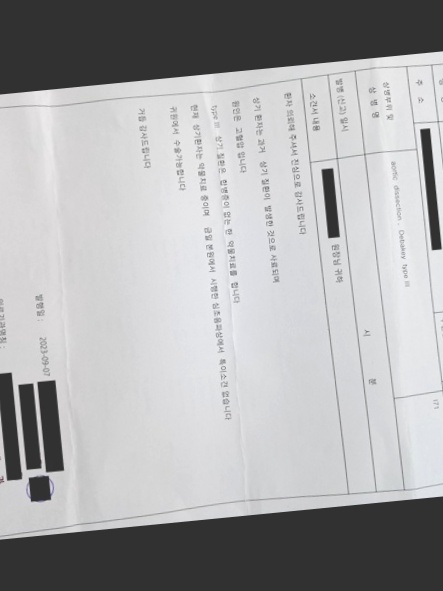 주 소
상병부위 및
상 병 명
aortic dissection - Debakey type III
발병 (신고) 일시
시 분
소견서 내용
원장님 귀하
환자 의뢰해 주셔서 진심으로 감사드립니다
상기 환자는 과거 상기 질환이 발생한 것으로 사료되며
원인은 고혈압 입니다
type III 상기 질환은 합병증이 없는 한 약물치료를 합니다
현재 상기환자는 약물치료 중이며 금일 본원에서 시행한 심초음파상에서 특이소견 없습니다
귀원에서 수술가능합니다
거듭 감사드립니다
발행일 : 2023-09-07
의료기관명칭 :